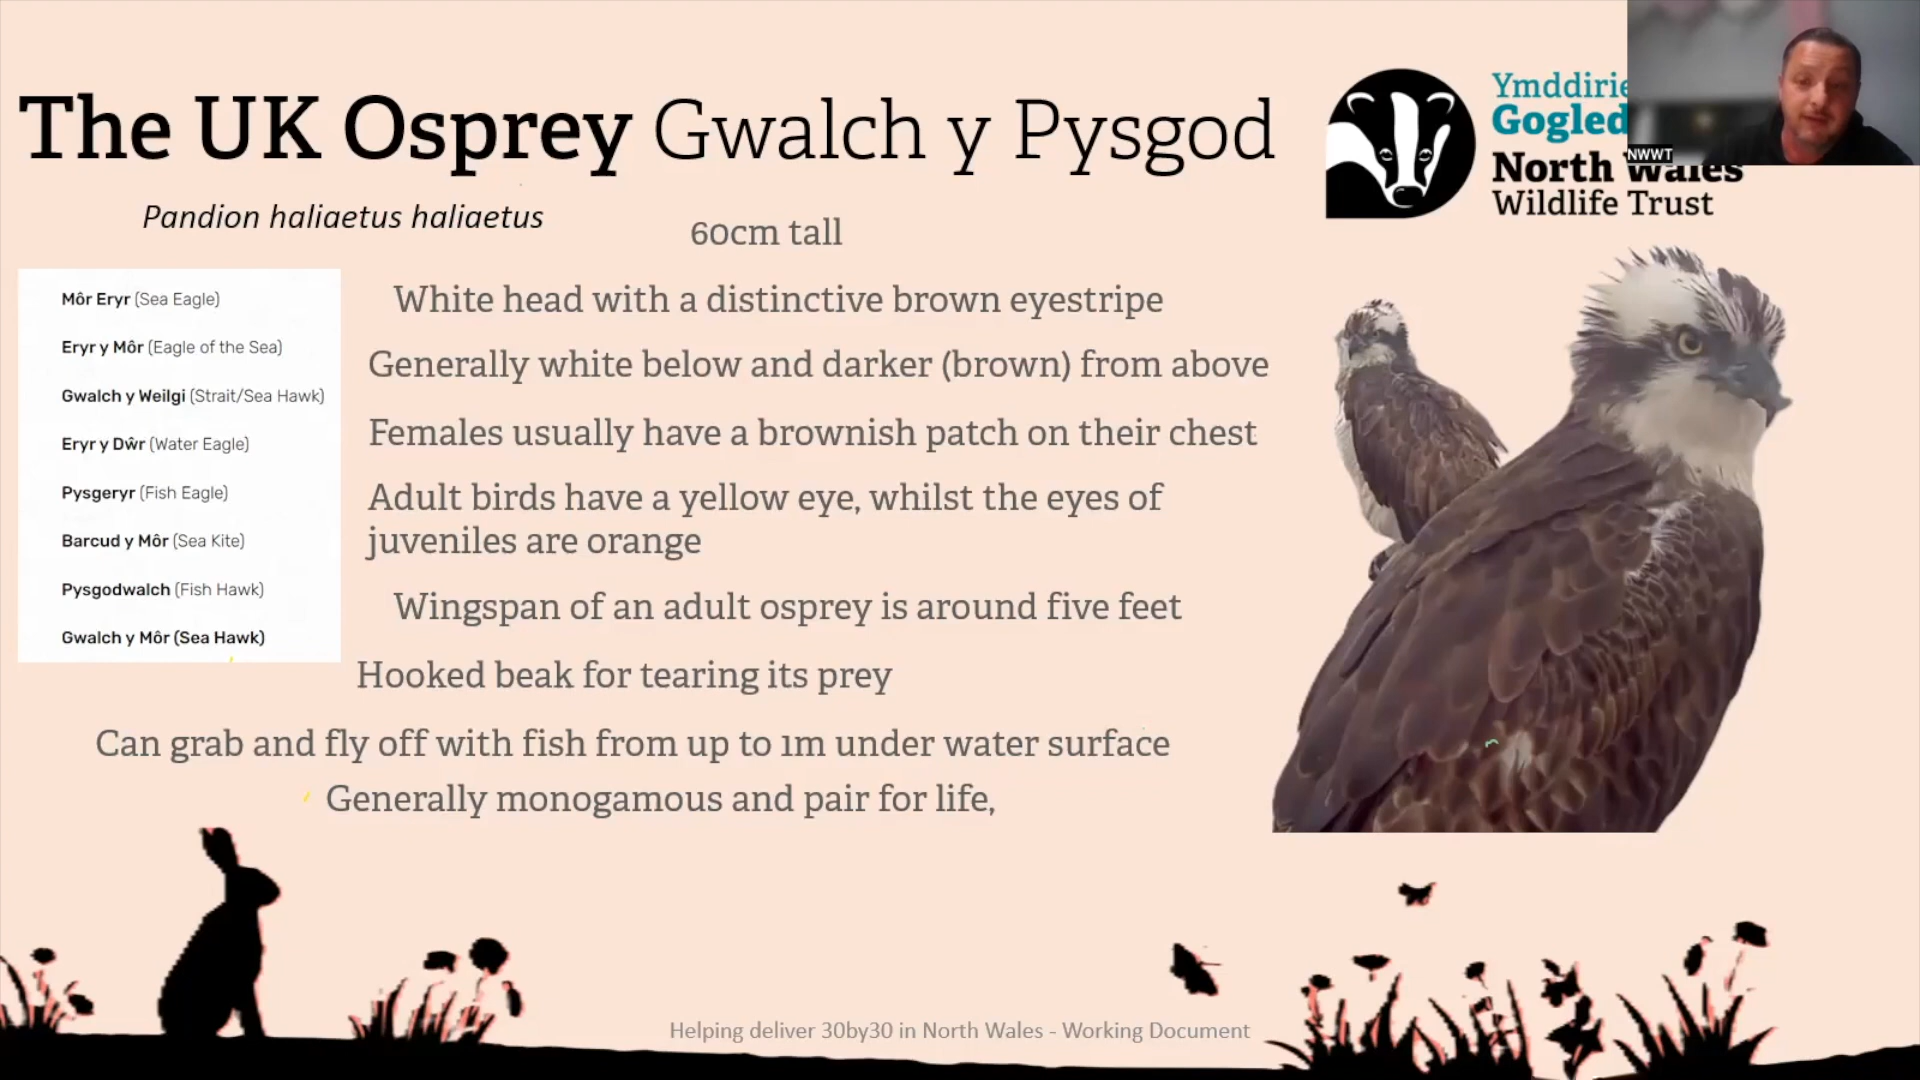 The UK Osprey Gwalch y Pysgod
Ymddirie
Gogled
North Wales
Wildlife Trust
NWWT
Pandion haliaetus haliaetus
60cm tall
Môr Eryr (Sea Eagle)
Eryr y Môr (Eagle of the Sea)
Gwalch y Weilgi (Strait/Sea Hawk)
Eryr y Dŵr (Water Eagle)
Pysgeryr (Fish Eagle)
Barcud y Môr (Sea Kite)
Pysgodwalch (Fish Hawk)
Gwalch y Môr (Sea Hawk)
White head with a distinctive brown eyestripe
Generally white below and darker (brown) from above
Females usually have a brownish patch on their chest
Adult birds have a yellow eye, whilst the eyes of
juveniles are orange
Wingspan of an adult osprey is around five feet
Hooked beak for tearing its prey
Can grab and fly off with fish from up to 1m under water surface
Generally monogamous and pair for life,
Helping deliver 30by30 in North Wales - Working Document